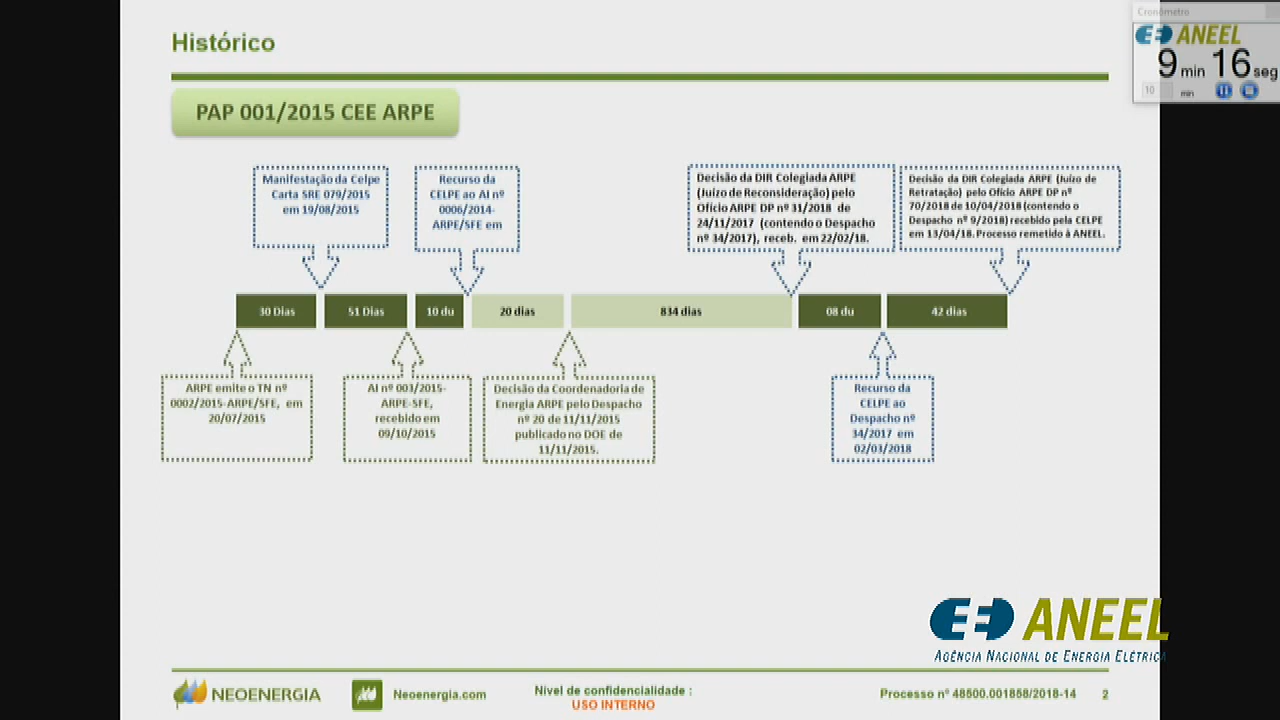 Histórico
Cronômetro
ANEEL
9 min 16 seg
10 min
PAP 001/2015 CEE ARPE
Manifestação da Celpe
Carta SRE 079/2015
em 19/08/2015
Recurso da
CELPE ao AI nº
0006/2014-
ARPE/SFE em
Decisão da DIR Colegiada ARPE
(Juízo de Reconsideração) pelo
Ofício ARPE DP nº 31/2018 de
24/11/2017 (contendo o Despacho
nº 34/2017), receb. em 22/02/18.
Decisão da DIR Colegiada ARPE (Juízo de
Retratação) pelo Ofício ARPE DP nº
70/2018 de 10/04/2018 (contendo o
Despacho nº 9/2018) recebido pela CELPE
em 13/04/18. Processo remetido à ANEEL.
30 Dias
51 Dias
10 du
20 dias
834 dias
08 du
42 dias
ARPE emite o TN nº
0002/2015-ARPE/SFE, em
20/07/2015
AI nº 003/2015-
ARPE-SFE,
recebido em
09/10/2015
Decisão da Coordenadoria de
Energia ARPE pelo Despacho
nº 20 de 11/11/2015
publicado no DOE de
11/11/2015.
Recurso da
CELPE ao
Despacho nº
34/2017 em
02/03/2018
ANEEL
AGÊNCIA NACIONAL DE ENERGIA ELÉTRICA
NEOENERGIA
Neoenergia.com
Nível de confidencialidade :
USO INTERNO
Processo nº 48500.001858/2018-14 2